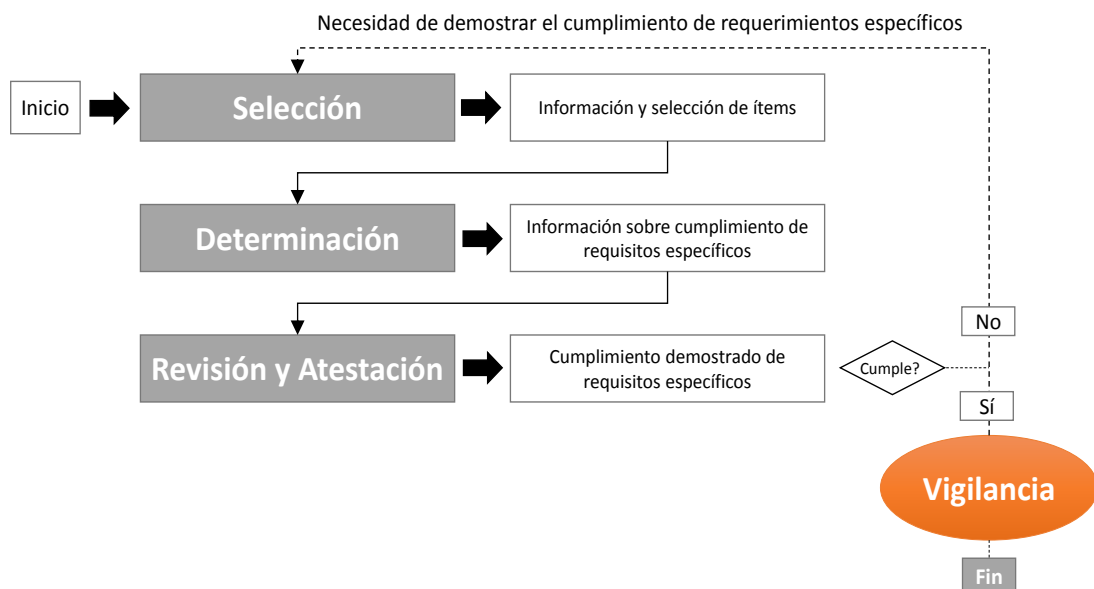 Necesidad de demostrar el cumplimiento de requerimientos específicos
Inicio
Selección
Información y selección de ítems
Determinación
Información sobre cumplimiento de
requisitos específicos
Revisión y Atestación
Cumplimiento demostrado de
requisitos específicos
Cumple?
No
Sí
Vigilancia
Fin